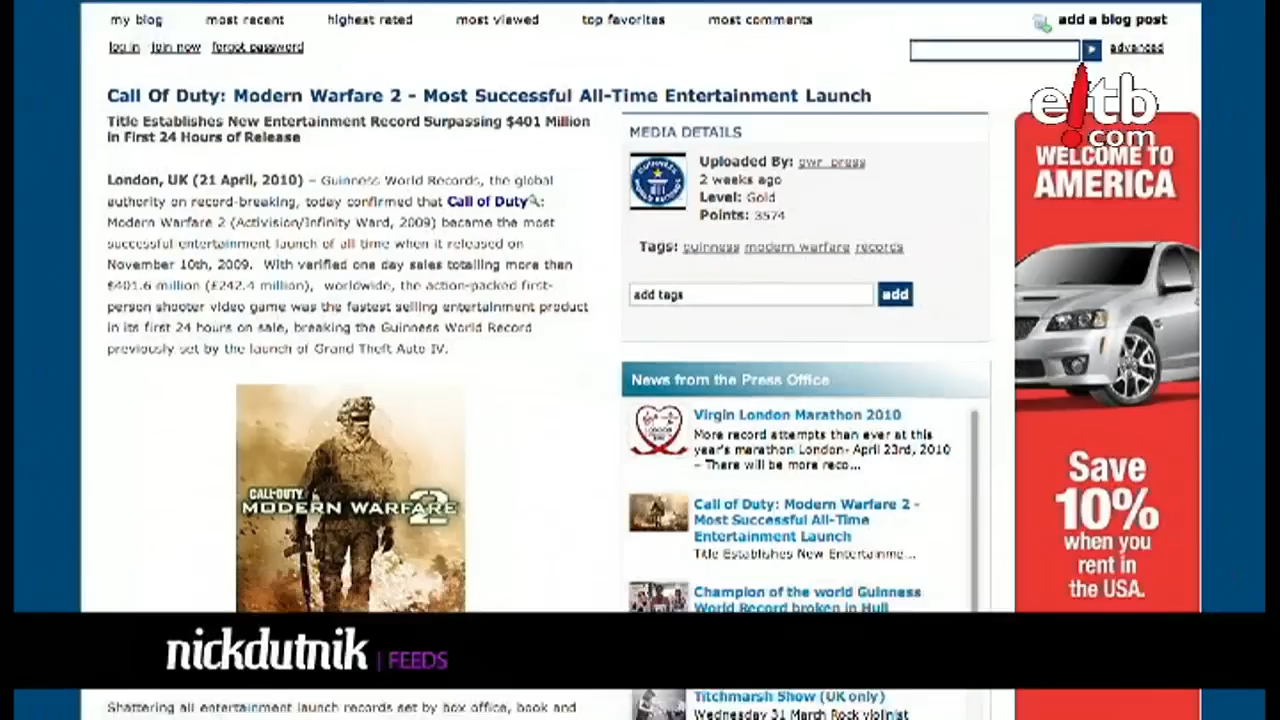 my blog most recent highest rated most viewed top favorites most comments add a blog post
log in join now forgot password advanced
Call Of Duty: Modern Warfare 2 - Most Successful All-Time Entertainment Launch
Title Establishes New Entertainment Record Surpassing $401 Million
in First 24 Hours of Release
London, UK (21 April, 2010) – Guinness World Records, the global
authority on record-breaking, today confirmed that Call of Duty:
Modern Warfare 2 (Activision/Infinity Ward, 2009) became the most
successful entertainment launch of all time when it released on
November 10th, 2009. With verified one day sales totalling more than
$401.6 million (£242.4 million), worldwide, the action-packed first-
person shooter video game was the fastest selling entertainment product
in its first 24 hours on sale, breaking the Guinness World Record
previously set by the launch of Grand Theft Auto IV.
CALL OF DUTY
MODERN WARFARE 2
Shattering all entertainment launch records set by box office, book and
MEDIA DETAILS
Uploaded By: gwr_press
2 weeks ago
Level: Gold
Points: 3574
Tags: guinness modern warfare records
add tags add
News from the Press Office
Virgin London Marathon 2010
More record attempts than ever at this
year's marathon London- April 23rd, 2010
– There will be more reco...
Call of Duty: Modern Warfare 2 -
Most Successful All-Time
Entertainment Launch
Title Establishes New Entertainme...
Champion of the world Guinness
World Record broken in Hull
Titchmarsh Show (UK only)
Wednesday 31 March Rock violinist
e!tb
.com
WELCOME TO
AMERICA
Save
10%
when you
rent in
the USA.
nickdutnik | FEEDS